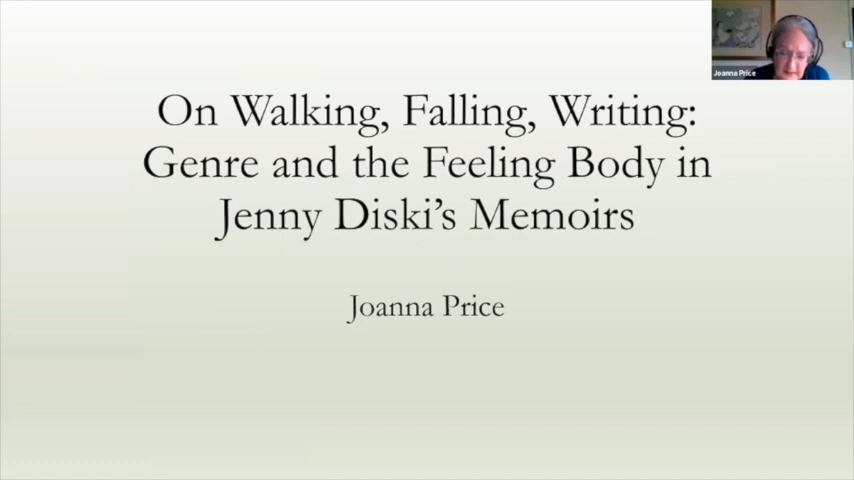 On Walking, Falling, Writing:
Genre and the Feeling Body in
Jenny Diski’s Memoirs
Joanna Price
Joanna Price